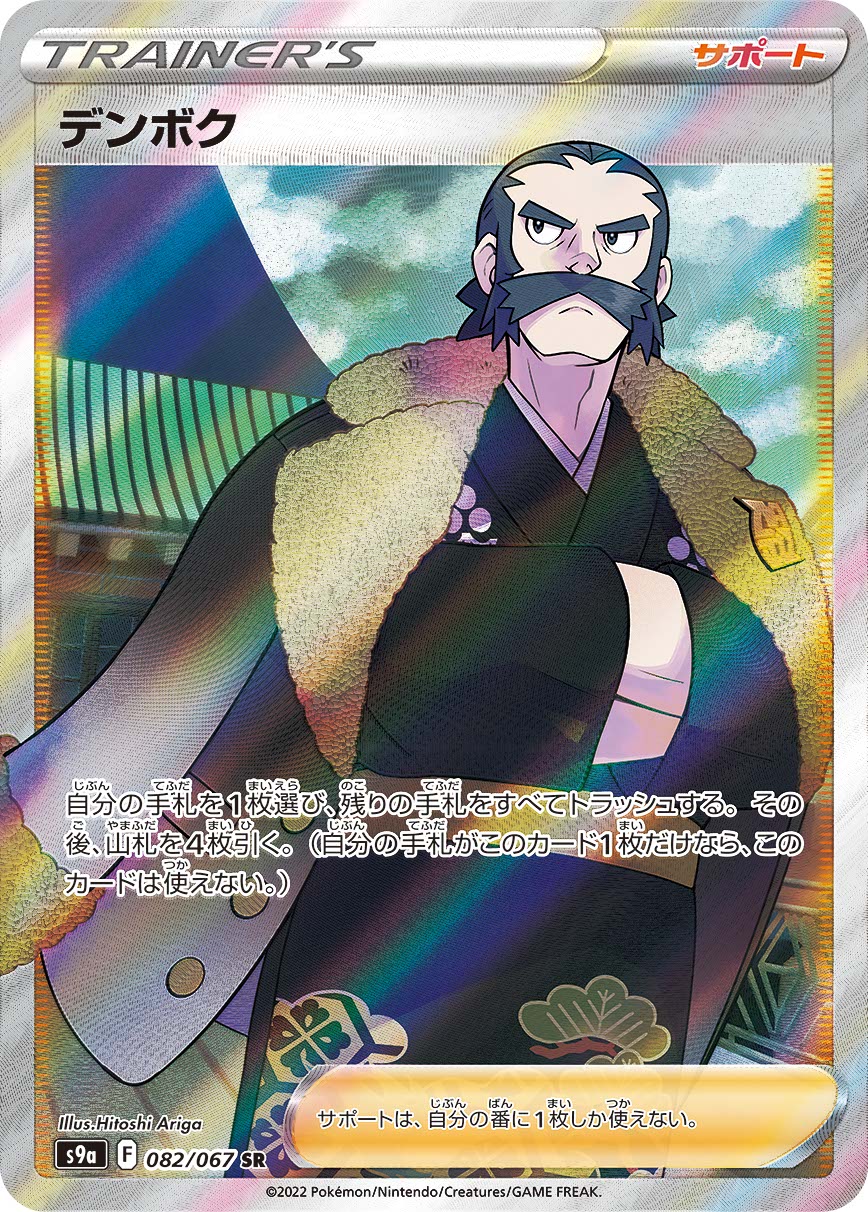 TRAINER'S サポート
デンボク
自分の手札を1枚選び、残りの手札をすべてトラッシュする。その
後、山札を4枚引く。（自分の手札がこのカード1枚だけなら、この
カードは使えない。）
サポートは、自分の番に1枚しか使えない。
Illus.Hitoshi Ariga
s9a F 082/067 SR
©2022 Pokémon/Nintendo/Creatures/GAME FREAK.